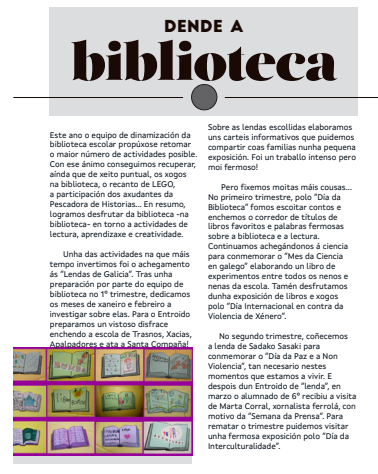 DENDE A
biblioteca
Este ano o equipo de dinamización da
biblioteca escolar propúxose retomar
o maior número de actividades posibles.
Con ese ánimo conseguimos recuperar,
aínda que de xeito puntual, os xogos
na biblioteca, o recanto de LEGO,
a participación dos axudantes da
Pescadora de Historias... En resumo,
logramos desfrutar da biblioteca -na
biblioteca- en torno a actividades de
lectura, aprendizaxe e creatividade.
Unha das actividades na que máis
tempo invertimos foi o achegamento
ás "Lendas de Galicia". Tras unha
preparación por parte do equipo de
biblioteca no 1º trimestre, dedicamos
os meses de xaneiro e febreiro a
investigar sobre elas. Para o Entroido
preparamos un vistoso disfrace
enchendo a escola de Trasnos, Xacias,
Apalpadores e ata a Santa Compaña!
Sobre as lendas escollidas elaboramos
uns carteis informativos que puidemos
compartir coas familias nunha pequena
exposición. Foi un traballo intenso pero
moi fermoso!
Pero fixemos moitas máis cousas...
No primeiro trimestre, polo "Día da
Biblioteca" fomos escoitar contos e
enchemos o corredor de títulos de
libros favoritos e palabras fermosas
sobre a biblioteca e a lectura.
Continuamos achegándonos á ciencia
para conmemorar o "Mes da Ciencia
en galego" elaborando un libro de
experimentos entre todos os nenos e
nenas da escola. Tamén desfrutamos
dunha exposición de libros e xogos
polo "Día Internacional en contra da
Violencia de Xénero".
No segundo trimestre, coñecemos
a lenda de Sadako Sasaki para
conmemorar o "Día da Paz e a Non
Violencia", tan necesario nestes
momentos que estamos a vivir. E
despois dun Entroido de "lenda", en
marzo o alumnado de 6º recibiu a visita
de Marta Corral, xornalista ferrolá, con
motivo da "Semana da Prensa". Para
rematar o trimestre puidemos visitar
unha fermosa exposición polo "Día da
Interculturalidade".